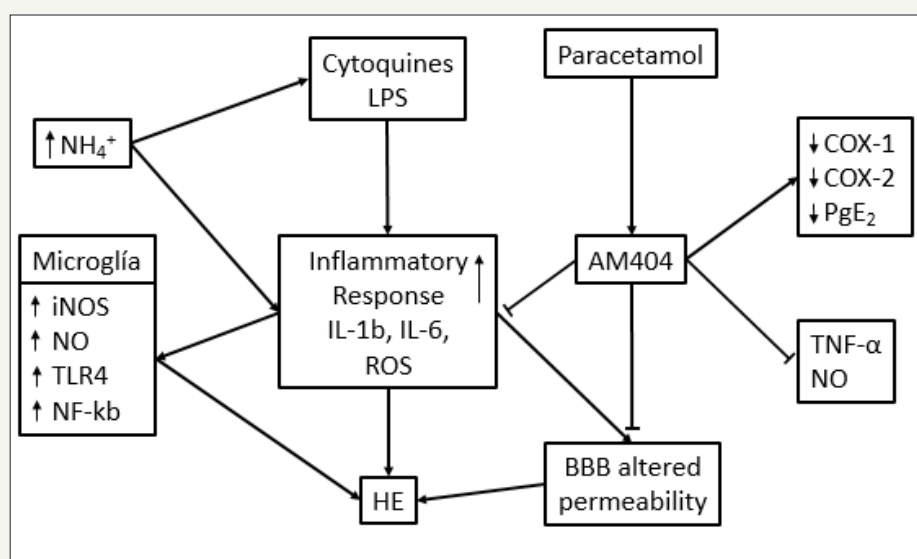 Cytoquines
LPS
Paracetamol
↑ NH₄⁺
↓ COX-1
↓ COX-2
↓ PgE₂
Microglía
↑ iNOS
↑ NO
↑ TLR4
↑ NF-kb
Inflammatory ↑
Response
IL-1b, IL-6,
ROS
AM404
TNF-α
NO
HE
BBB altered
permeability